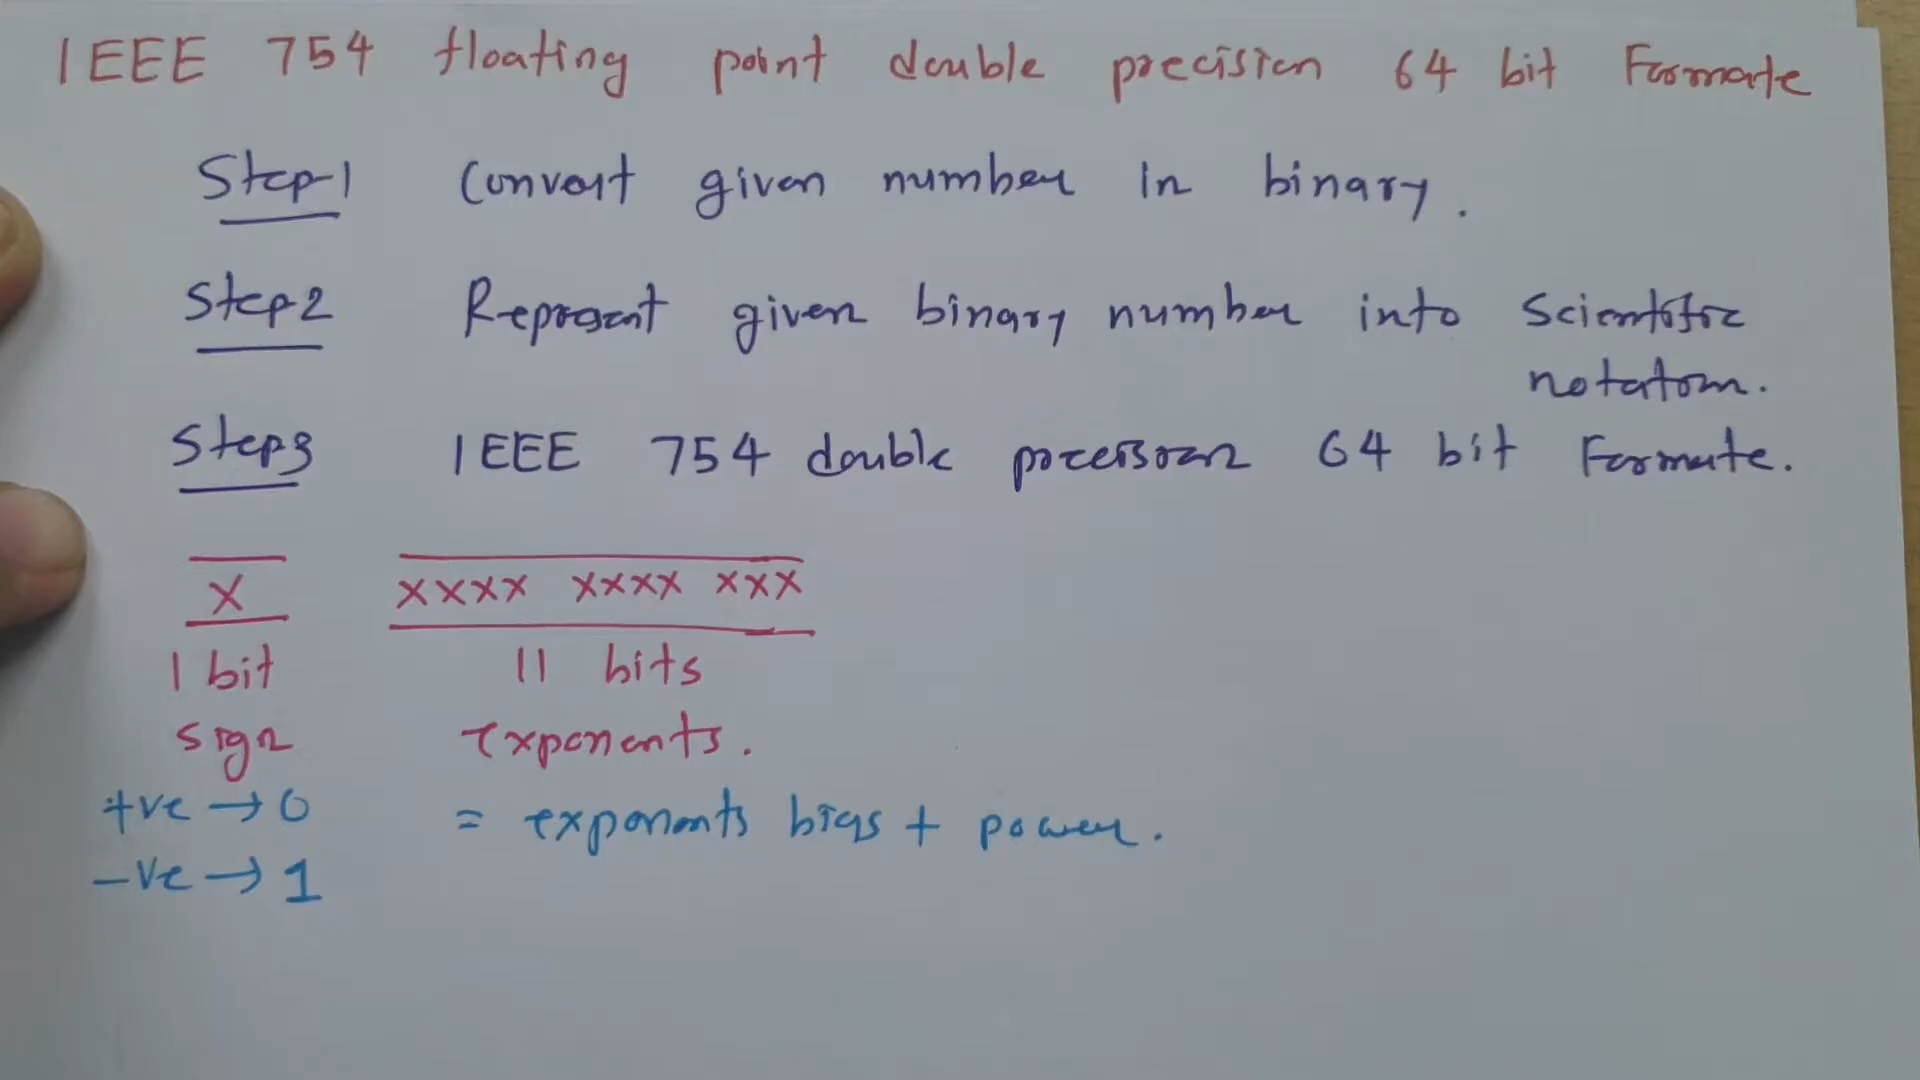 IEEE 754 floating point double precision 64 bit Formate
Step-1 Convert given number in binary.
Step2 Represent given binary number into Scientific
notation.
Step3 IEEE 754 double precision 64 bit Formate.
X XXXX XXXX XXX
1 bit 11 bits
sign exponents.
+ve → 0 = exponents bias + power.
-ve → 1